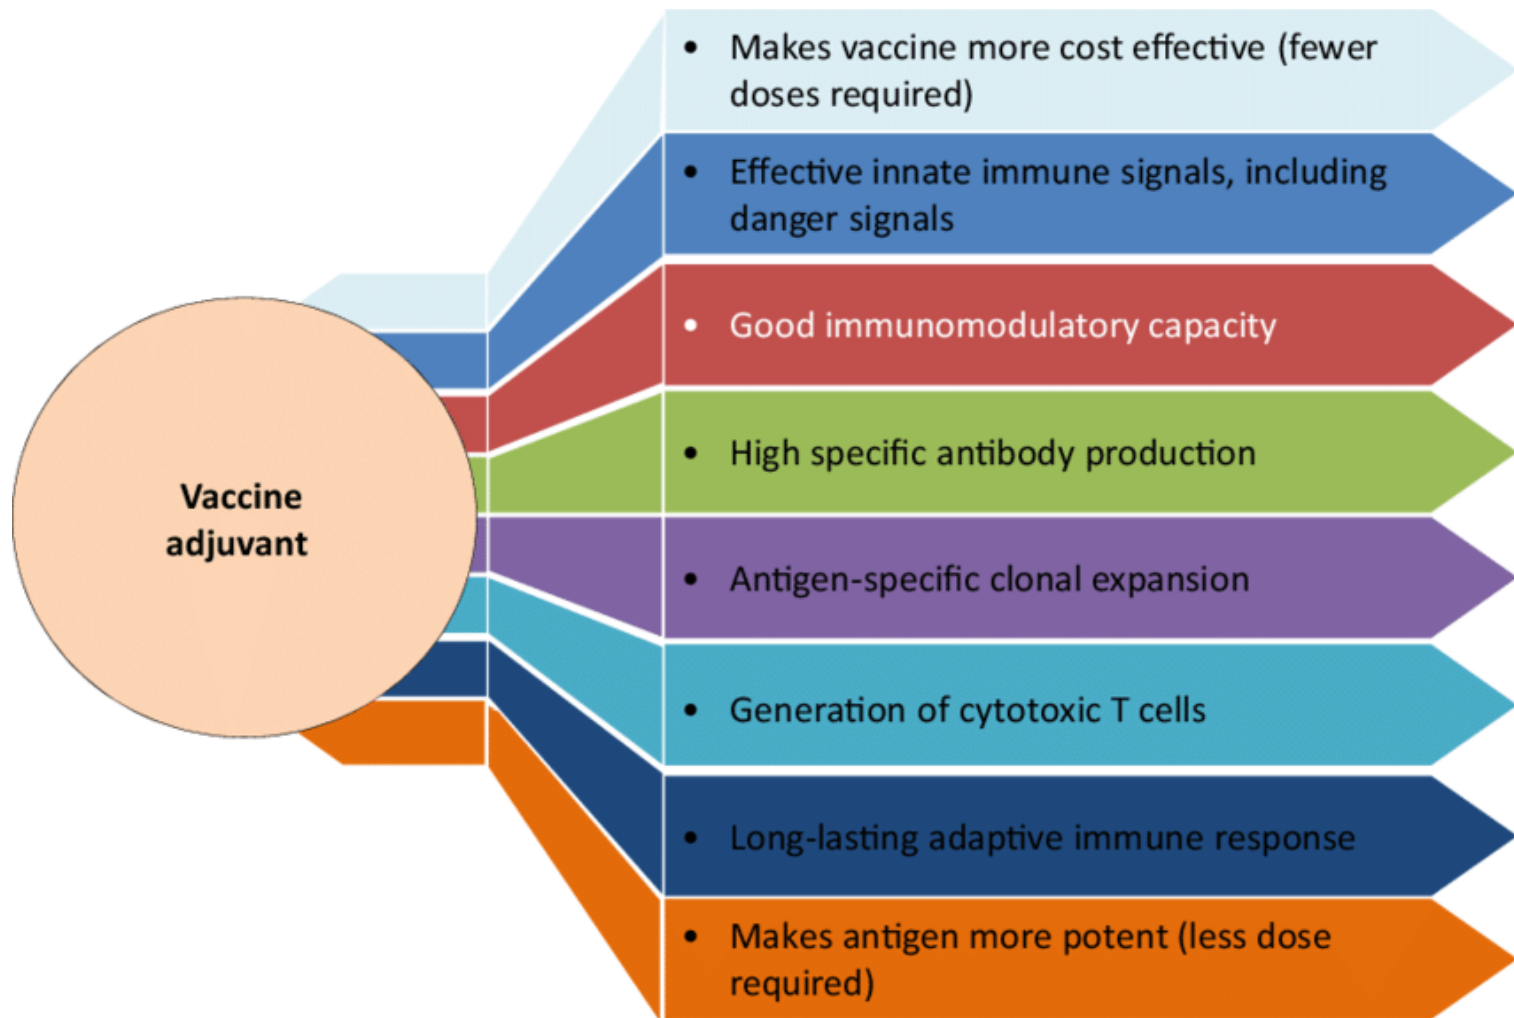 • Makes vaccine more cost effective (fewer
doses required)
• Effective innate immune signals, including
danger signals
• Good immunomodulatory capacity
• High specific antibody production
Vaccine
adjuvant
• Antigen-specific clonal expansion
• Generation of cytotoxic T cells
• Long-lasting adaptive immune response
• Makes antigen more potent (less dose
required)